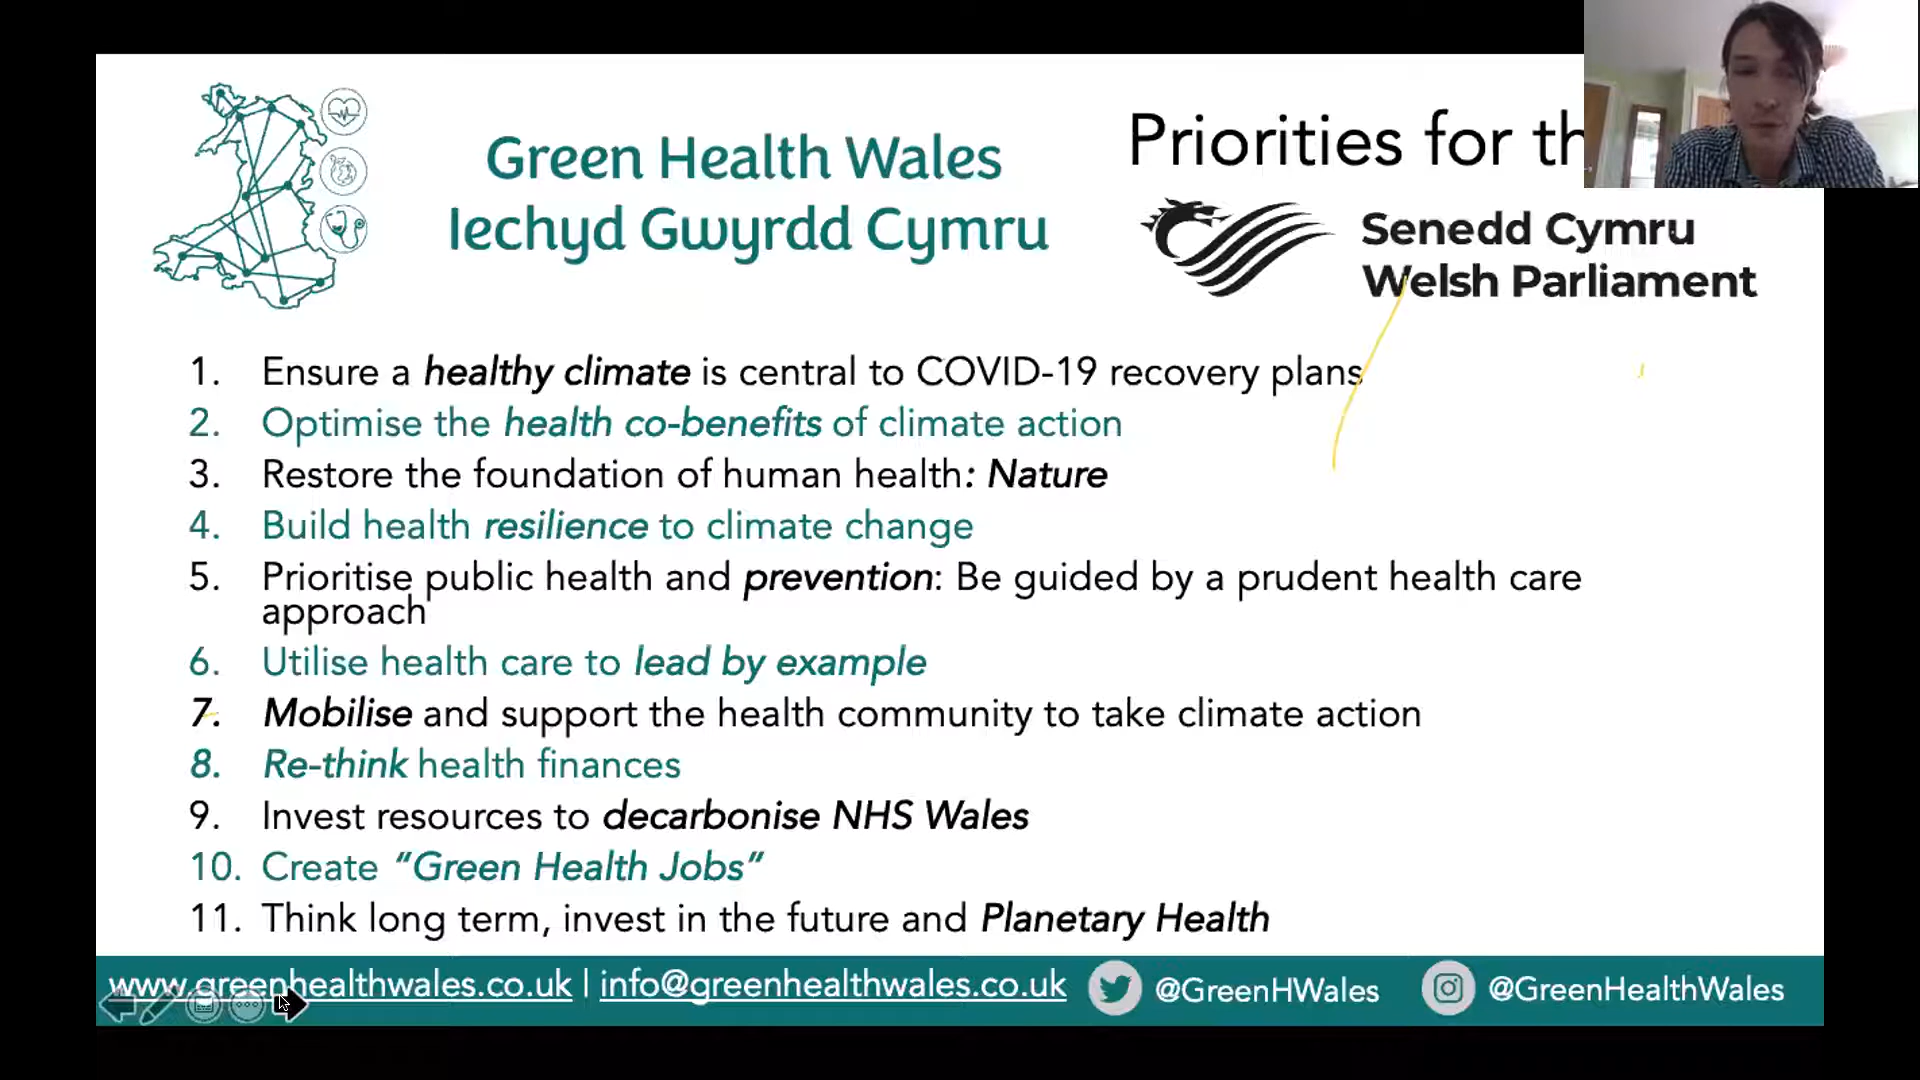 Green Health Wales
Iechyd Gwyrdd Cymru
Priorities for th
Senedd Cymru
Welsh Parliament
1. Ensure a healthy climate is central to COVID-19 recovery plans
2. Optimise the health co-benefits of climate action
3. Restore the foundation of human health: Nature
4. Build health resilience to climate change
5. Prioritise public health and prevention: Be guided by a prudent health care
approach
6. Utilise health care to lead by example
7. Mobilise and support the health community to take climate action
8. Re-think health finances
9. Invest resources to decarbonise NHS Wales
10. Create “Green Health Jobs”
11. Think long term, invest in the future and Planetary Health
www.greenhealthwales.co.uk | info@greenhealthwales.co.uk @GreenHWales @GreenHealthWales